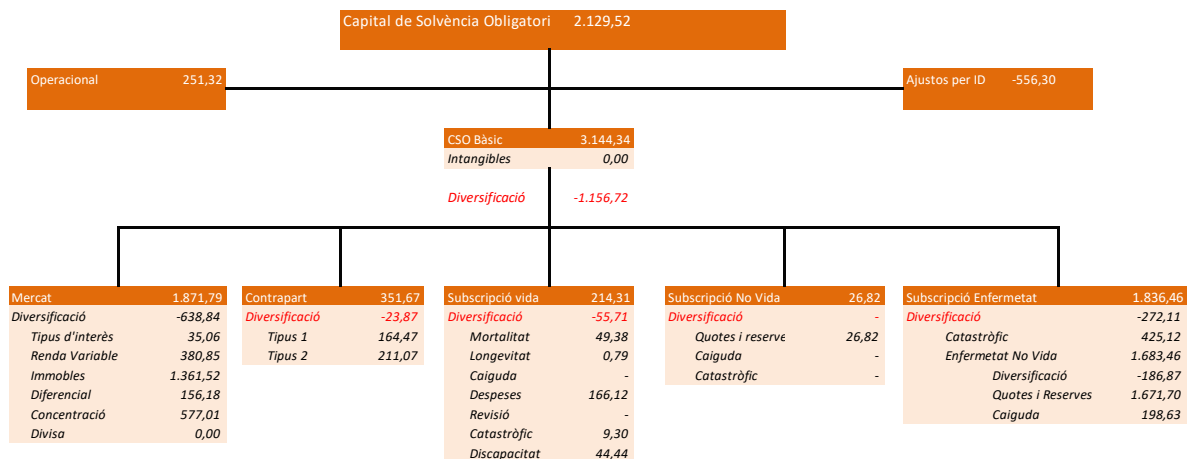 Capital de Solvència Obligatori 2.129,52
Operacional 251,32
Ajustos per ID -556,30
CSO Bàsic 3.144,34
Intangibles 0,00
Diversificació -1.156,72
Mercat 1.871,79
Diversificació -638,84
Tipus d'interès 35,06
Renda Variable 380,85
Immobles 1.361,52
Diferencial 156,18
Concentració 577,01
Divisa 0,00
Contrapart 351,67
Diversificació -23,87
Tipus 1 164,47
Tipus 2 211,07
Subscripció vida 214,31
Diversificació -55,71
Mortalitat 49,38
Longevitat 0,79
Caiguda -
Despeses 166,12
Revisió -
Catastròfic 9,30
Discapacitat 44,44
Subscripció No Vida 26,82
Diversificació -
Quotes i reserve 26,82
Caiguda -
Catastròfic -
Subscripció Enfermetat 1.836,46
Diversificació -272,11
Catastròfic 425,12
Enfermetat No Vida 1.683,46
Diversificació -186,87
Quotes i Reserves 1.671,70
Caiguda 198,63